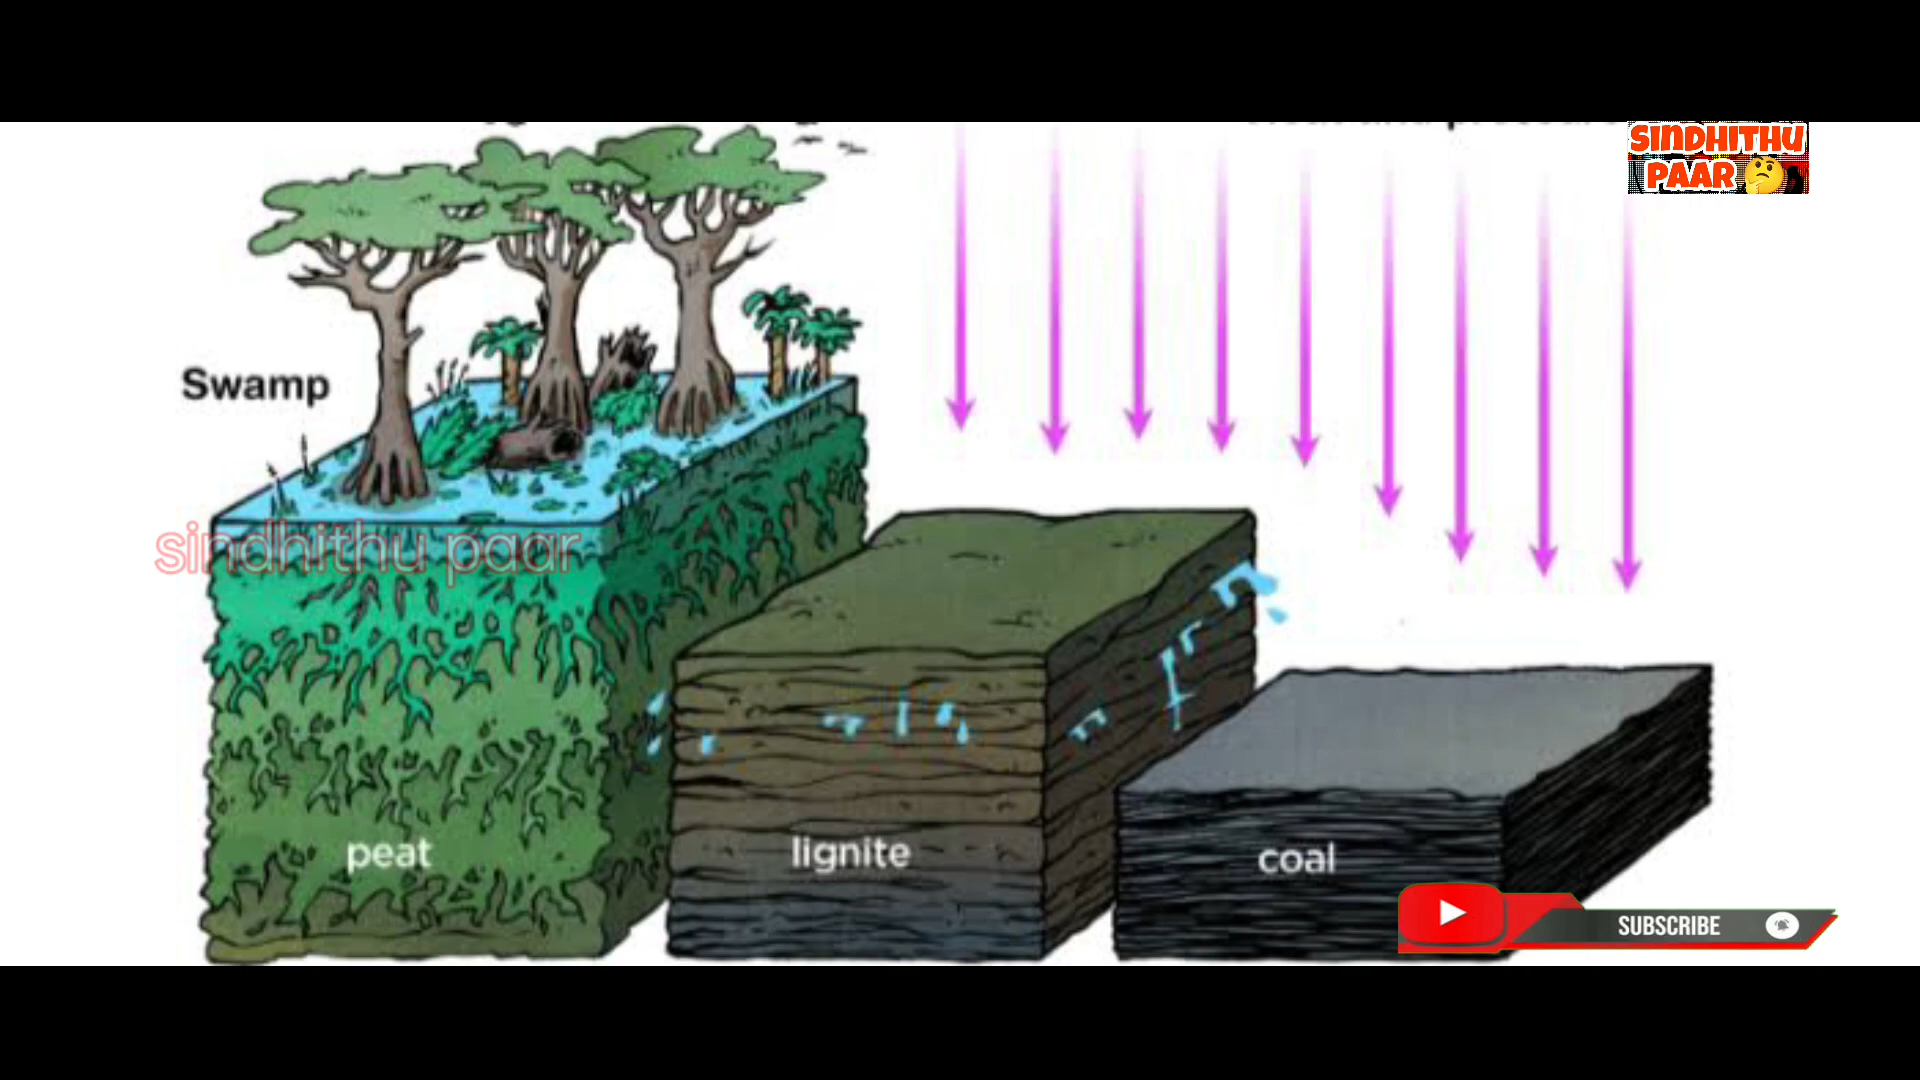 SINDHITHU
PAAR
Swamp
sindhithu paar
peat
lignite
coal
SUBSCRIBE